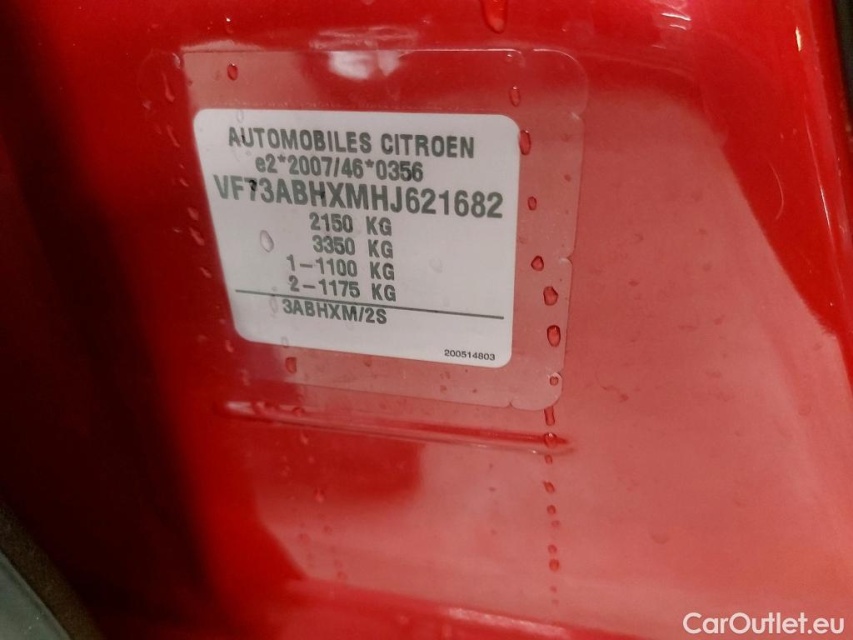 AUTOMOBILES CITROEN
e2*2007/46*0356
VF73ABHXMHJ621682
2150 KG
3350 KG
1-1100 KG
2-1175 KG
3ABHXM/2S
200514803
CarOutlet.eu